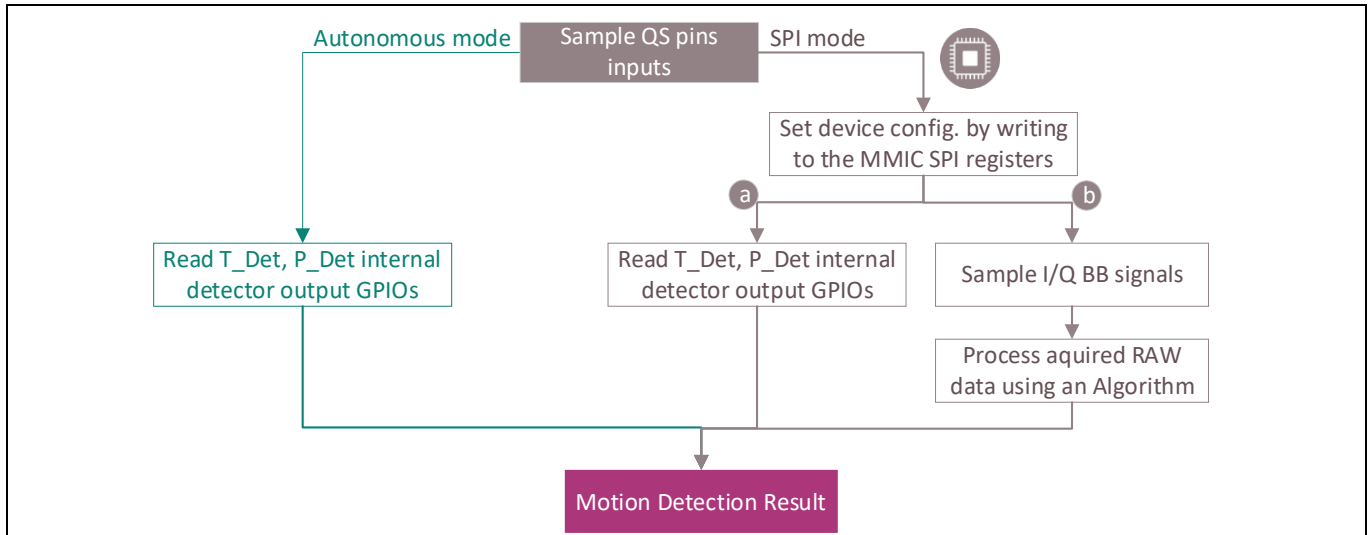 Autonomous mode
Sample QS pins
inputs
SPI mode
Set device config. by writing
to the MMIC SPI registers
a
b
Read T_Det, P_Det internal
detector output GPIOs
Read T_Det, P_Det internal
detector output GPIOs
Sample I/Q BB signals
Process aquired RAW
data using an Algorithm
Motion Detection Result